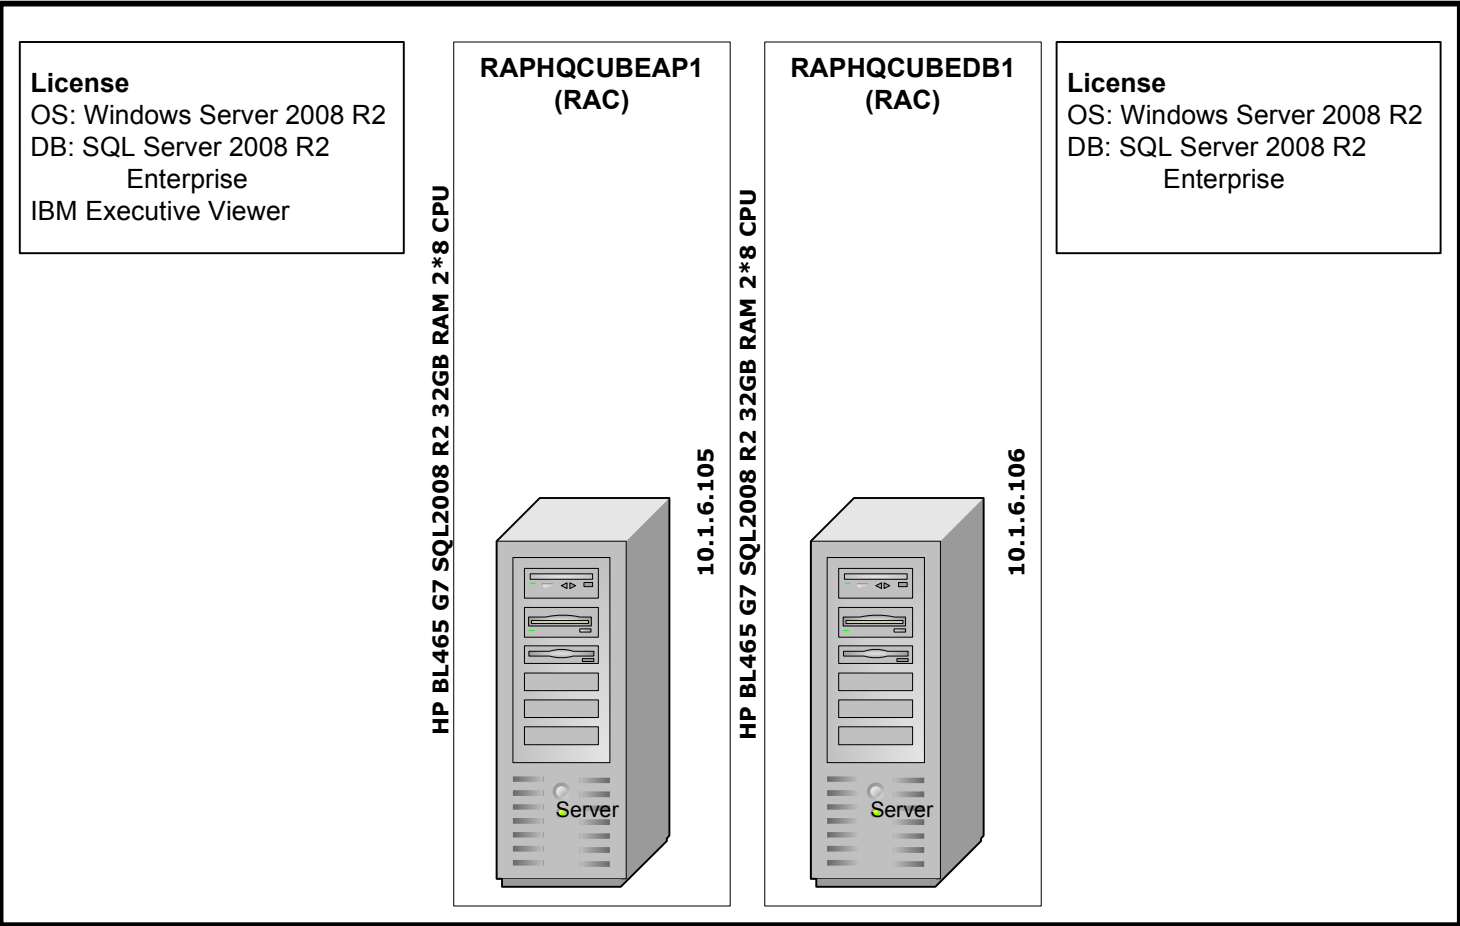 License
OS: Windows Server 2008 R2
DB: SQL Server 2008 R2
Enterprise
IBM Executive Viewer
HP BL465 G7 SQL2008 R2 32GB RAM 2*8 CPU
RAPHQCUBEAP1
(RAC)
10.1.6.105
Server
HP BL465 G7 SQL2008 R2 32GB RAM 2*8 CPU
RAPHQCUBEDB1
(RAC)
10.1.6.106
Server
License
OS: Windows Server 2008 R2
DB: SQL Server 2008 R2
Enterprise